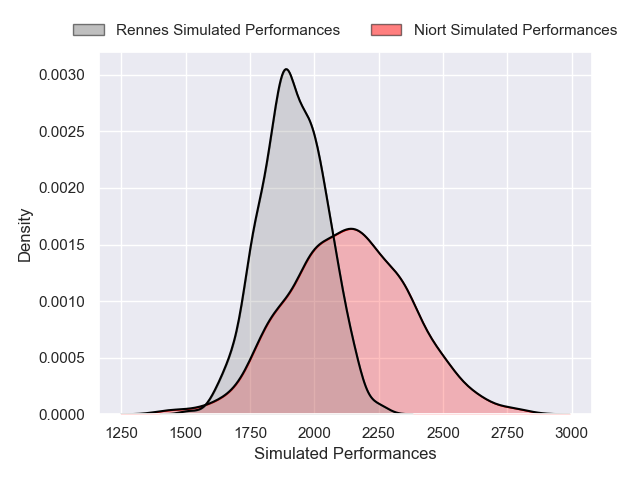 Rennes Simulated Performances
Niort Simulated Performances
0.0030
0.0025
0.0020
0.0015
0.0010
0.0005
0.0000
Density
1250 1500 1750 2000 2250 2500 2750 3000
Simulated Performances